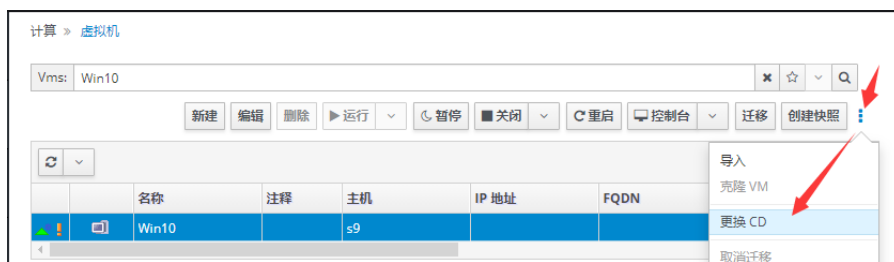 计算 » 虚拟机
Vms: Win10
新建 编辑 删除 运行 暂停 关闭 重启 控制台 迁移 创建快照
导入
克隆 VM
名称 注释 主机 IP 地址 FQDN
更换 CD
Win10 s9
取消迁移